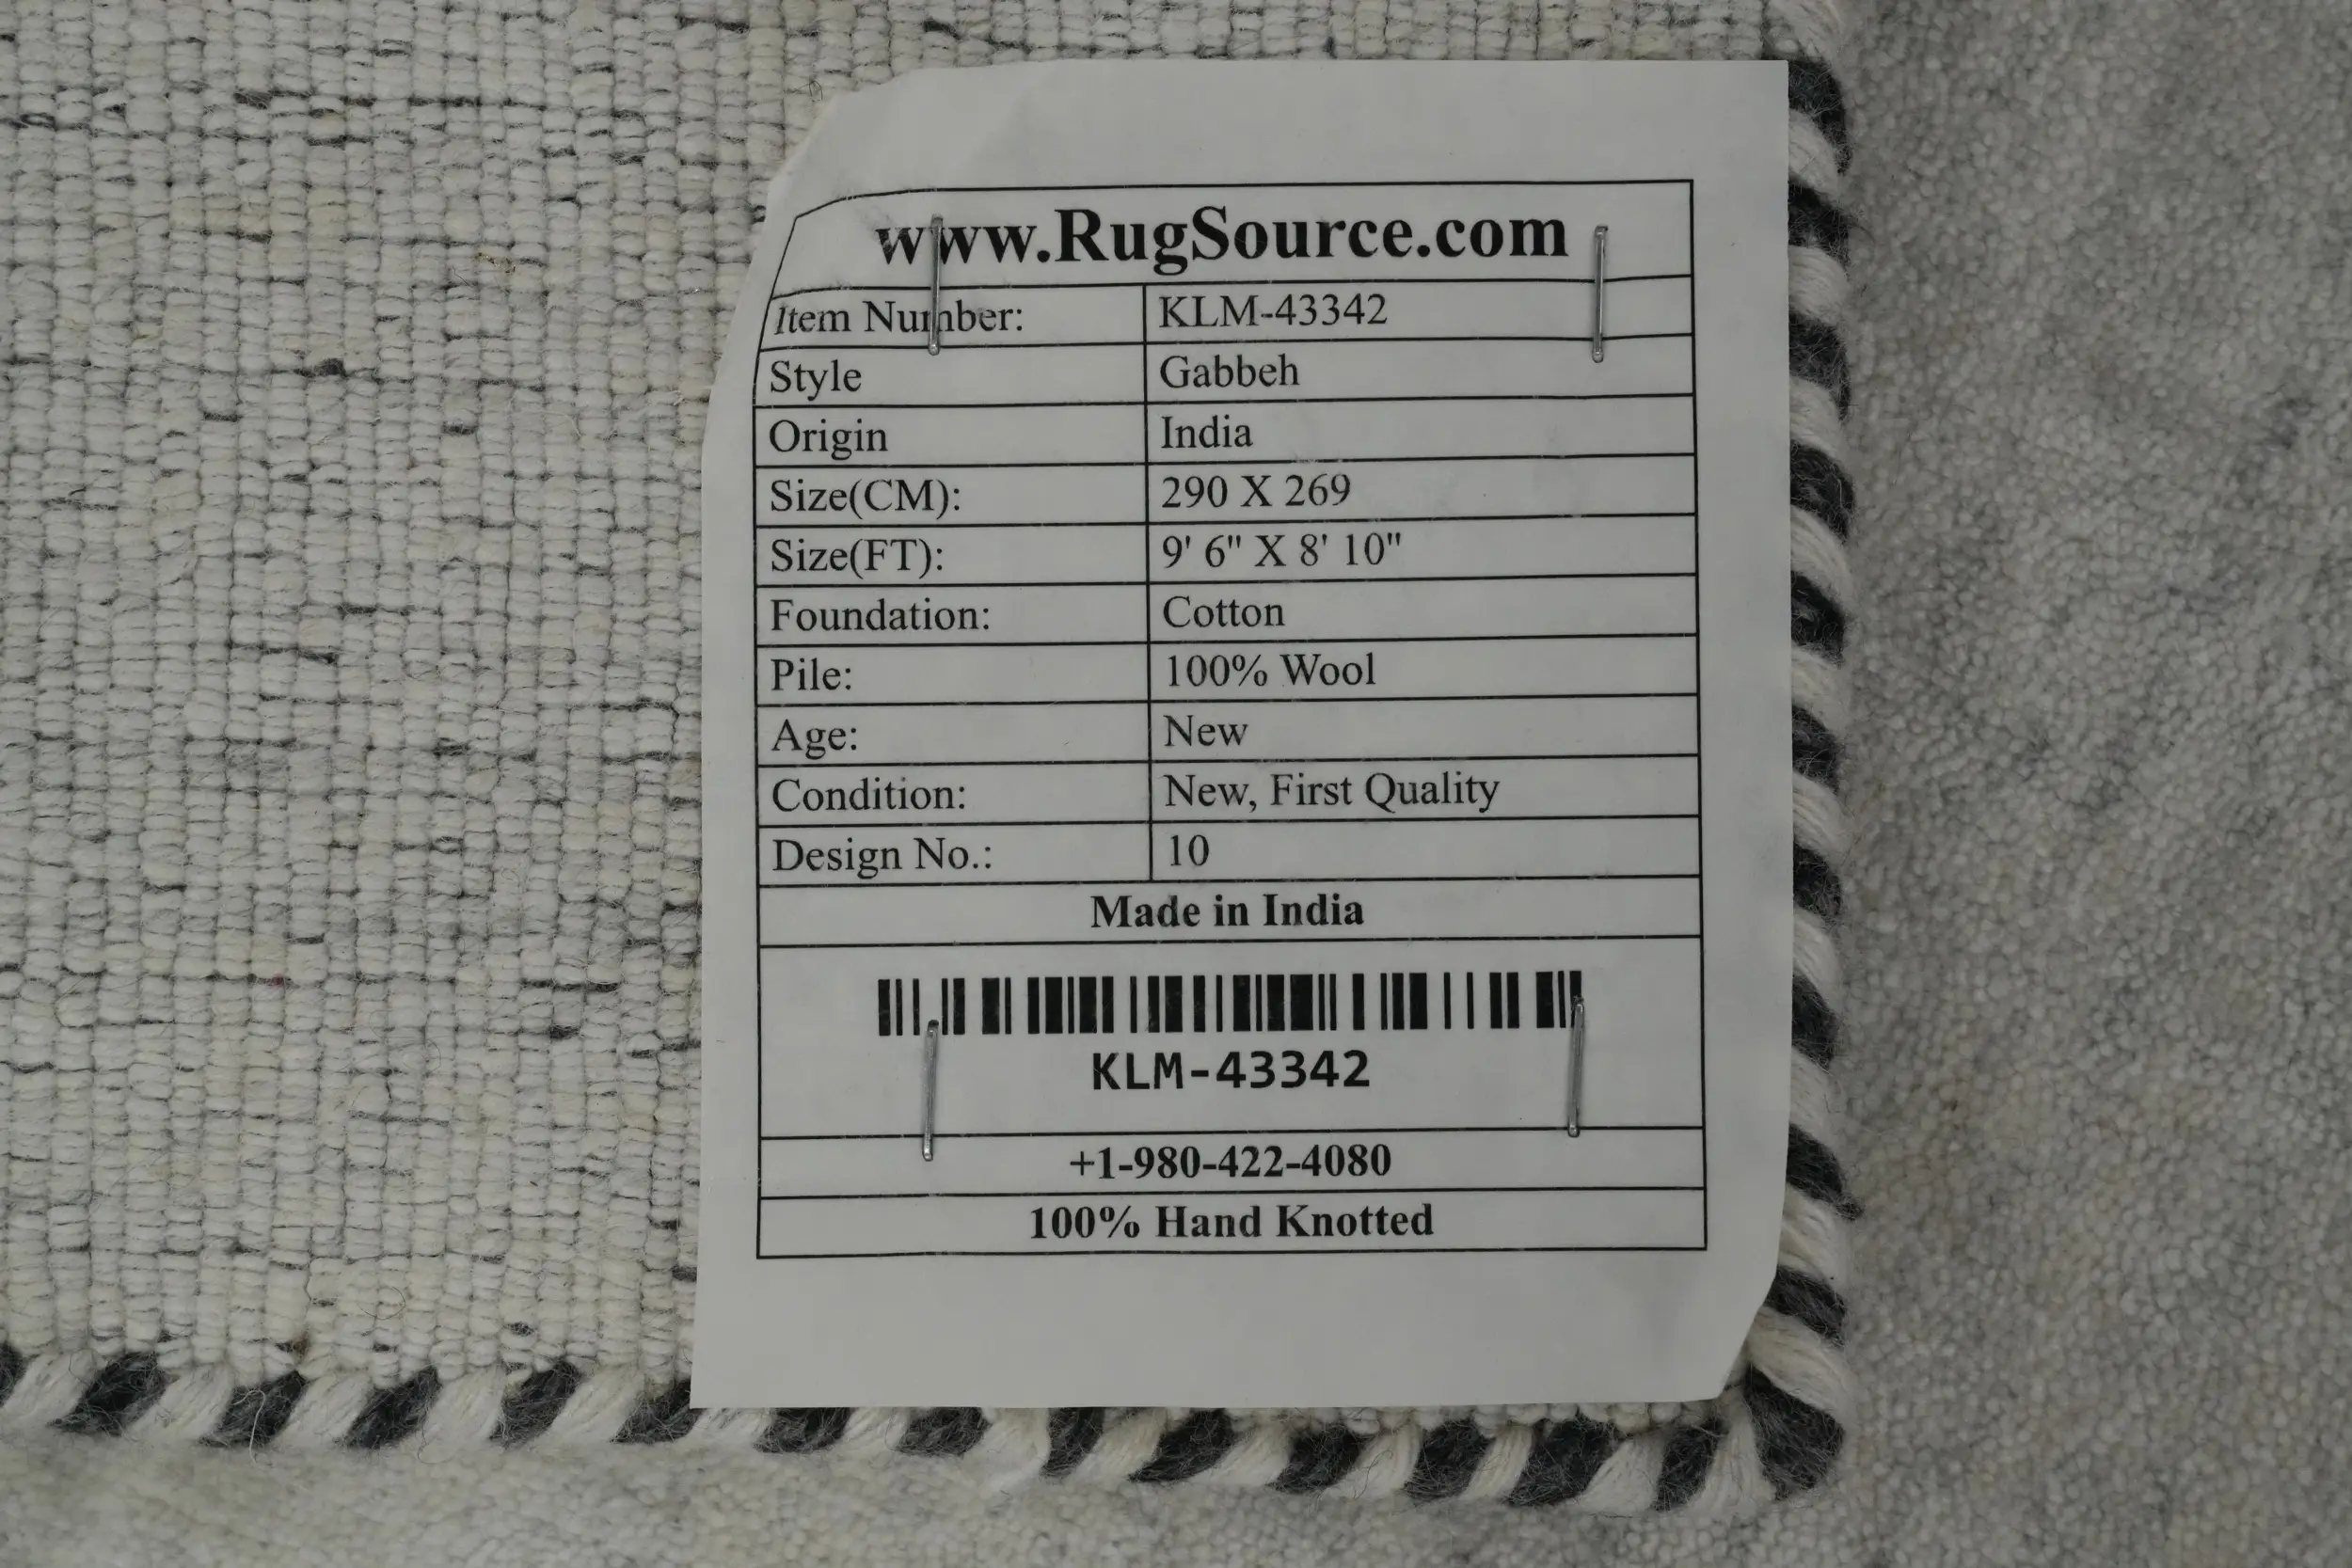 www.RugSource.com
Item Number: KLM-43342
Style Gabbeh
Origin India
Size(CM): 290 X 269
Size(FT): 9' 6" X 8' 10"
Foundation: Cotton
Pile: 100% Wool
Age: New
Condition: New, First Quality
Design No.: 10
Made in India
KLM-43342
+1-980-422-4080
100% Hand Knotted